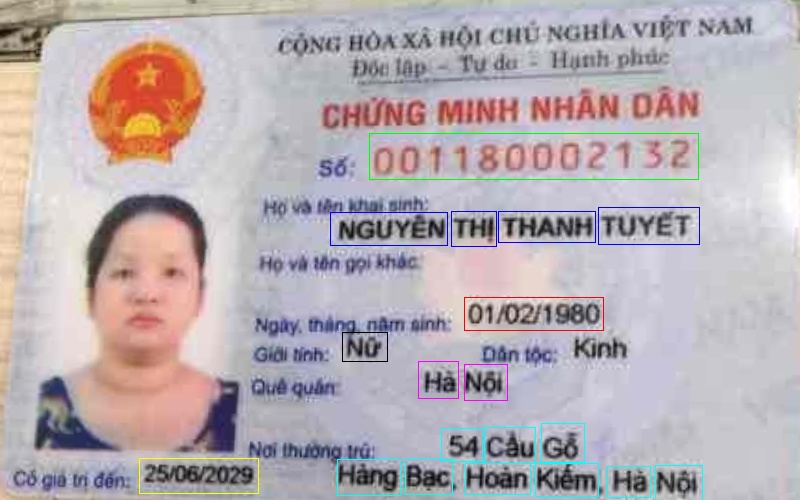 CỘNG HÒA XÃ HỘI CHỦ NGHĨA VIỆT NAM
Độc lập - Tự do - Hạnh phúc
CHỨNG MINH NHÂN DÂN
Số: 001180002132
Họ và tên khai sinh:
NGUYỄN THỊ THANH TUYẾT
Họ và tên gọi khác:
Ngày, tháng, năm sinh: 01/02/1980
Giới tính: Nữ Dân tộc: Kinh
Quê quán: Hà Nội
Nơi thường trú: 54 Cầu Gỗ
Có giá trị đến: 25/06/2029 Hàng Bạc, Hoàn Kiếm, Hà Nội